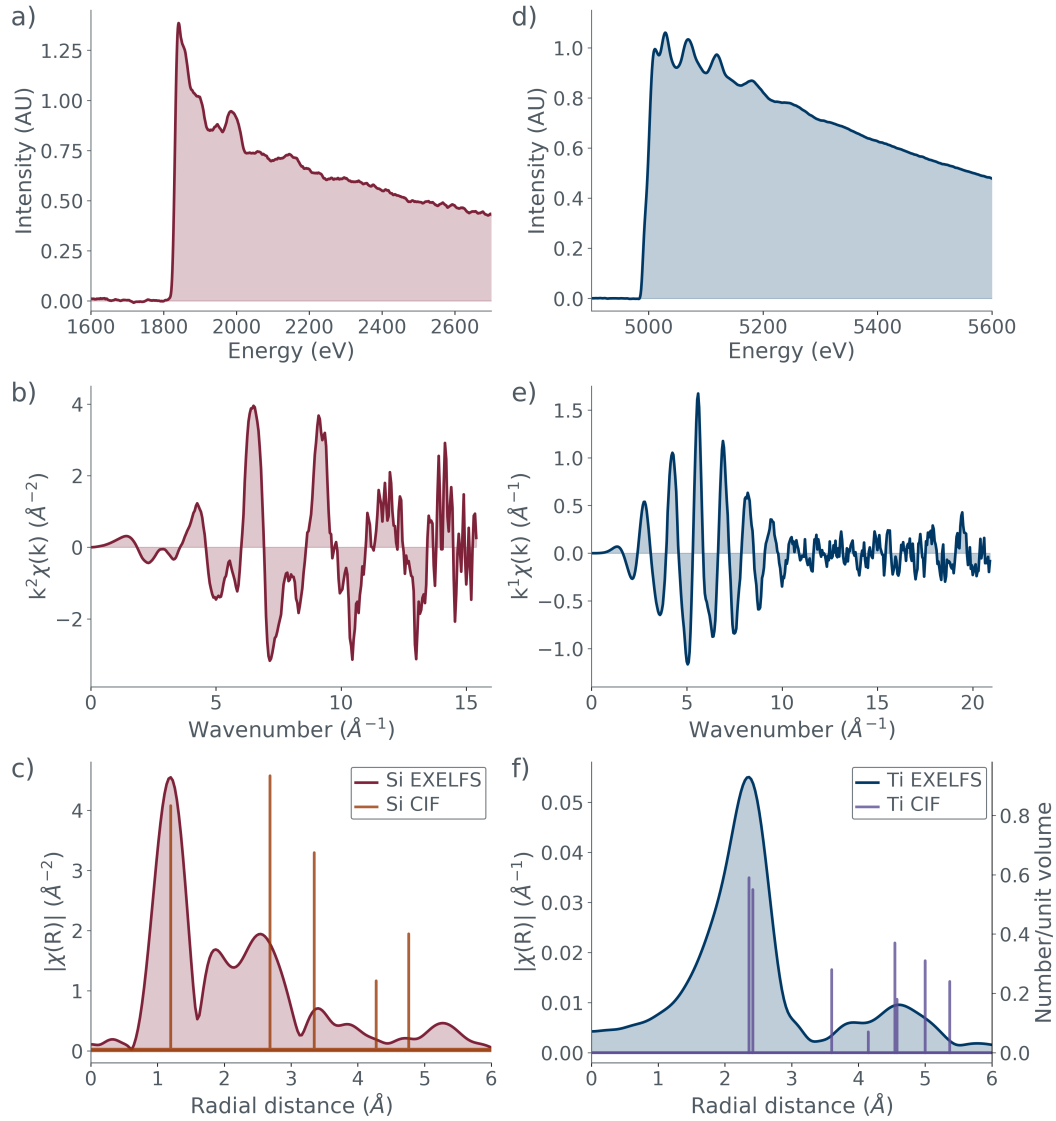 a)
Intensity (AU)
1.25
1.00
0.75
0.50
0.25
0.00
1600 1800 2000 2200 2400 2600
Energy (eV)
d)
Intensity (AU)
1.0
0.8
0.6
0.4
0.2
0.0
5000 5200 5400 5600
Energy (eV)
b)
k²χ(k) (Å⁻²)
4
2
0
−2
0 5 10 15
Wavenumber (Å⁻¹)
e)
k¹χ(k) (Å⁻¹)
1.5
1.0
0.5
0.0
−0.5
−1.0
0 5 10 15 20
Wavenumber (Å⁻¹)
c)
Si EXELFS
Si CIF
|χ(R)| (Å⁻²)
4
3
2
1
0
0 1 2 3 4 5 6
Radial distance (Å)
f)
Ti EXELFS
Ti CIF
|χ(R)| (Å⁻¹)
0.05
0.04
0.03
0.02
0.01
0.00
0 1 2 3 4 5 6
Radial distance (Å)
0.8
0.6
0.4
0.2
0.0
Number/unit volume